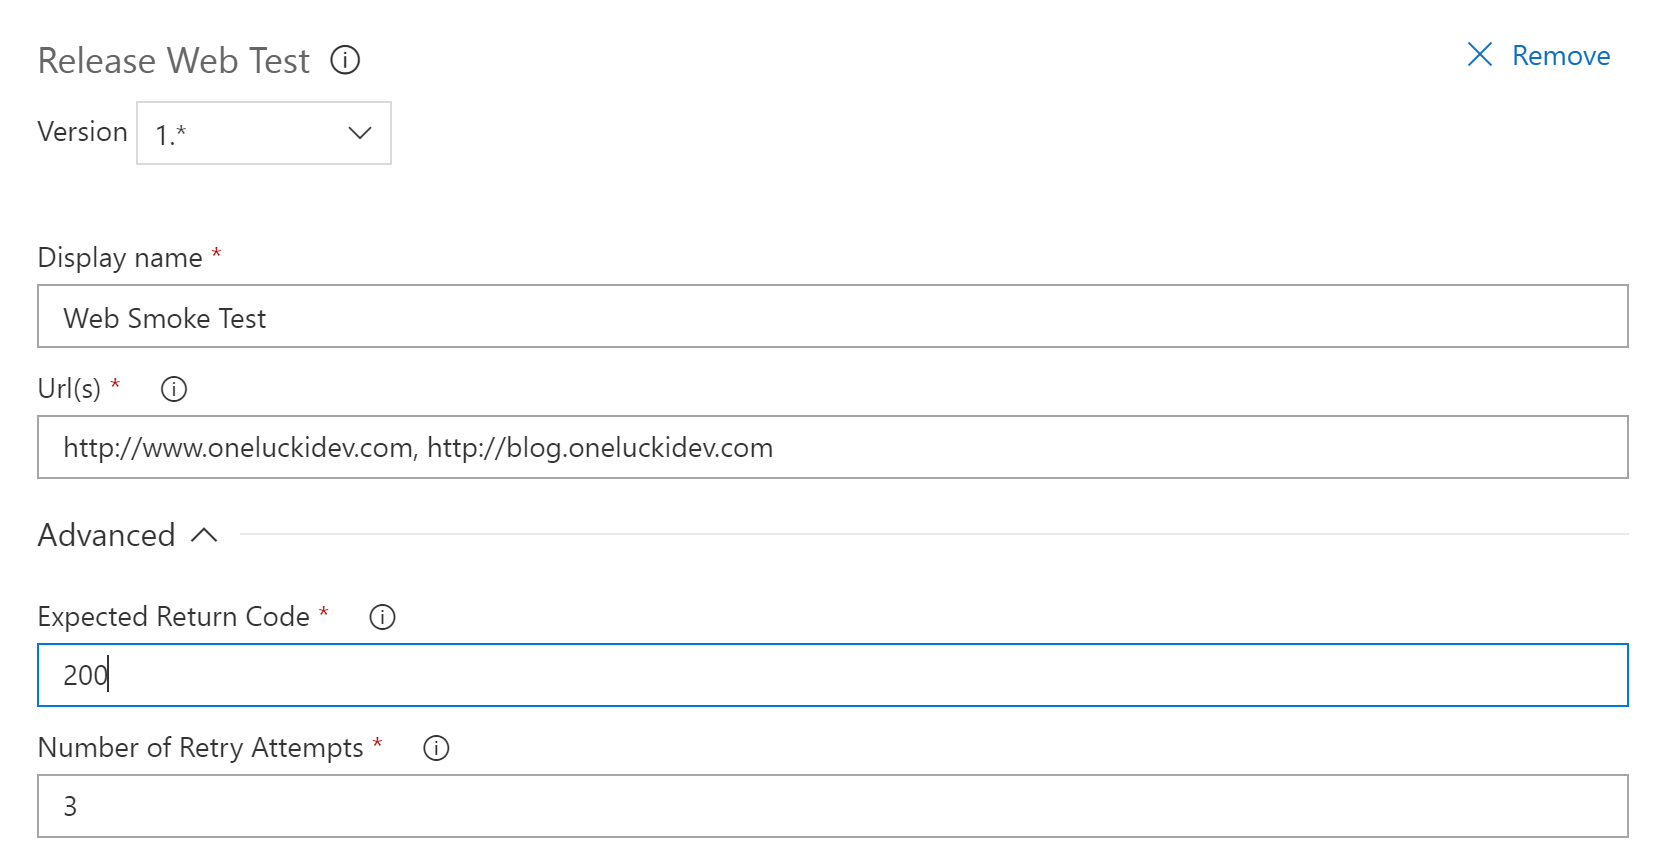 Release Web Test
Remove
Version 1.*
Display name *
Web Smoke Test
Url(s) *
http://www.oneluckidev.com, http://blog.oneluckidev.com
Advanced
Expected Return Code *
200
Number of Retry Attempts *
3